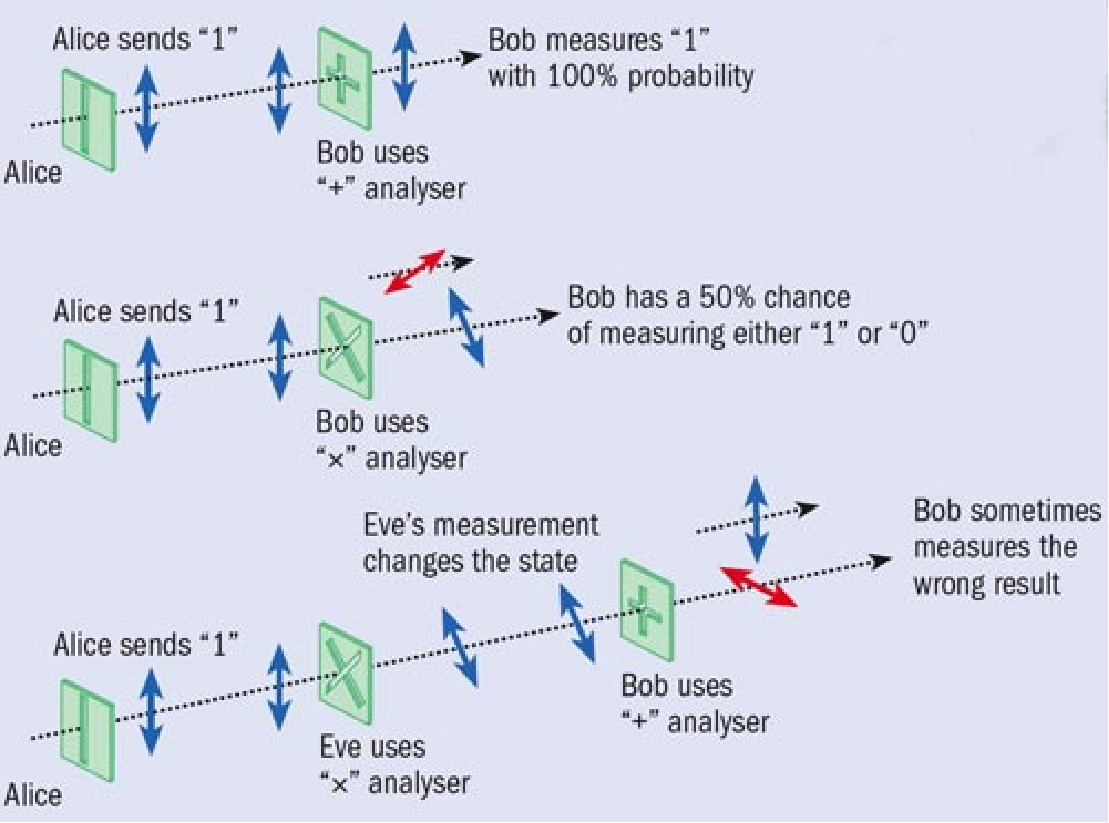 Alice sends “1”
Alice
Bob uses
“+” analyser
Bob measures “1”
with 100% probability
Alice sends “1”
Alice
Bob uses
“×” analyser
Bob has a 50% chance
of measuring either “1” or “0”
Alice sends “1”
Alice
Eve uses
“×” analyser
Eve’s measurement
changes the state
Bob uses
“+” analyser
Bob sometimes
measures the
wrong result